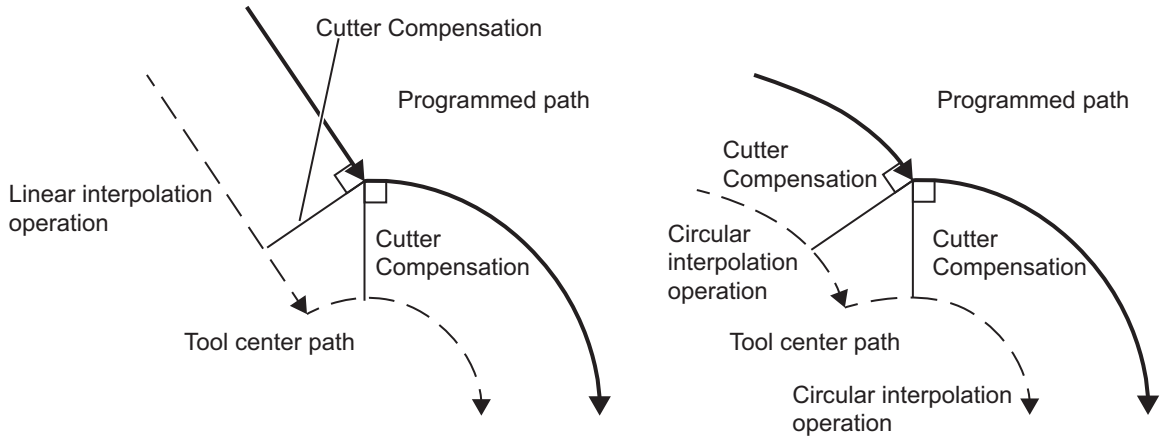 Cutter Compensation
Programmed path
Linear interpolation
operation
Cutter
Compensation
Tool center path
Programmed path
Cutter
Compensation
Circular
interpolation
operation
Cutter
Compensation
Tool center path
Circular interpolation
operation